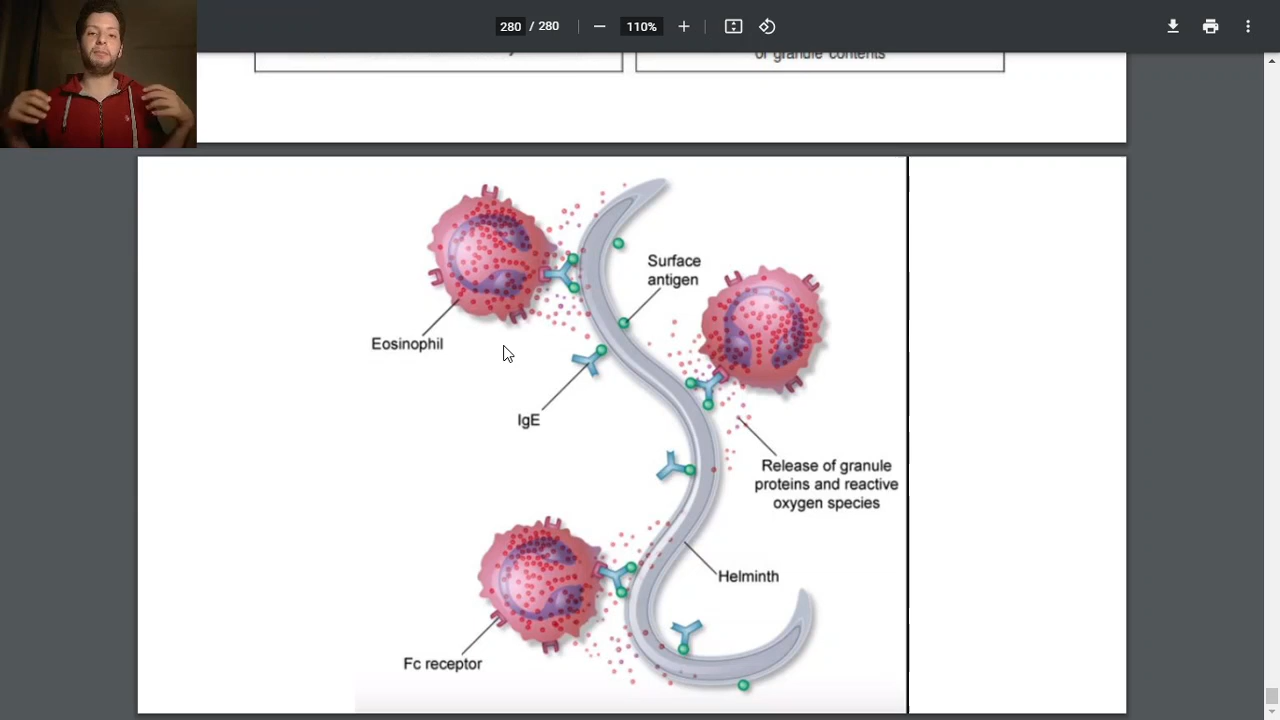 280 / 280
110%
of granule contents
Surface
antigen
Eosinophil
IgE
Release of granule
proteins and reactive
oxygen species
Helminth
Fc receptor